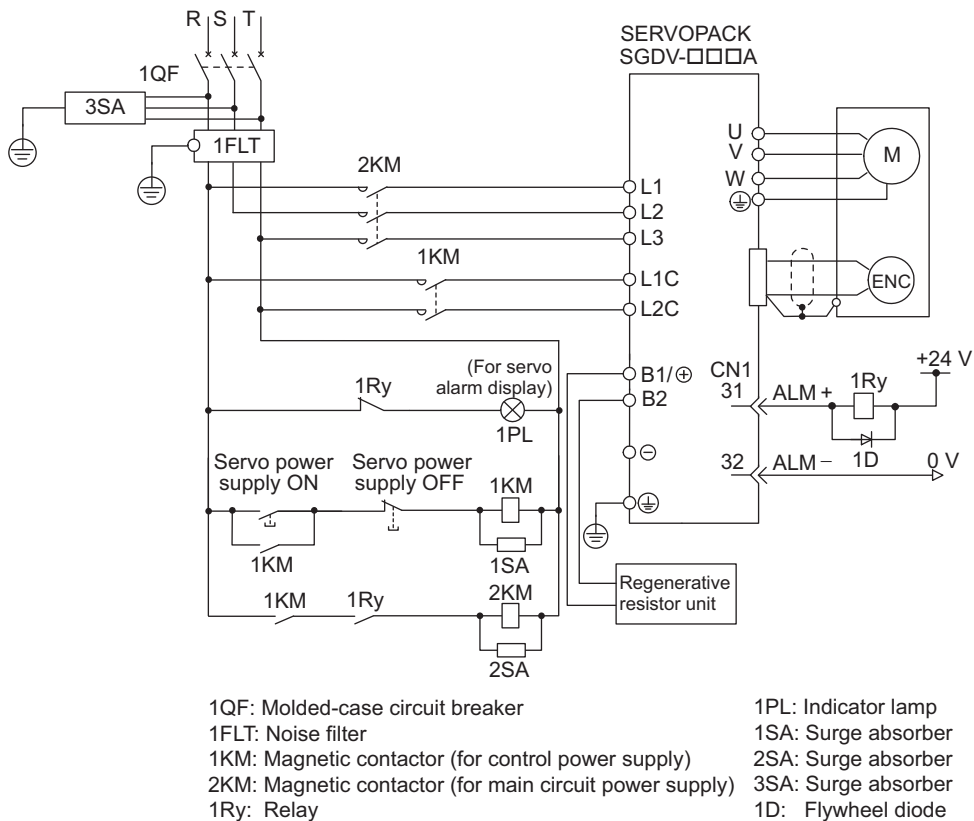 R S T
SERVOPACK
SGDV-□□□A
1QF
3SA
1FLT
2KM
U
V
W
M
L1
L2
L3
1KM
L1C
L2C
ENC
(For servo
alarm display)
1Ry
1PL
B1/⊕
B2
CN1
31
ALM +
1Ry
+24 V
1D
⊖
32
ALM −
0 V
Servo power
supply ON
Servo power
supply OFF
1KM
1KM
1SA
Regenerative
resistor unit
1KM
1Ry
2KM
2SA
1QF: Molded-case circuit breaker
1FLT: Noise filter
1KM: Magnetic contactor (for control power supply)
2KM: Magnetic contactor (for main circuit power supply)
1Ry: Relay
1PL: Indicator lamp
1SA: Surge absorber
2SA: Surge absorber
3SA: Surge absorber
1D: Flywheel diode